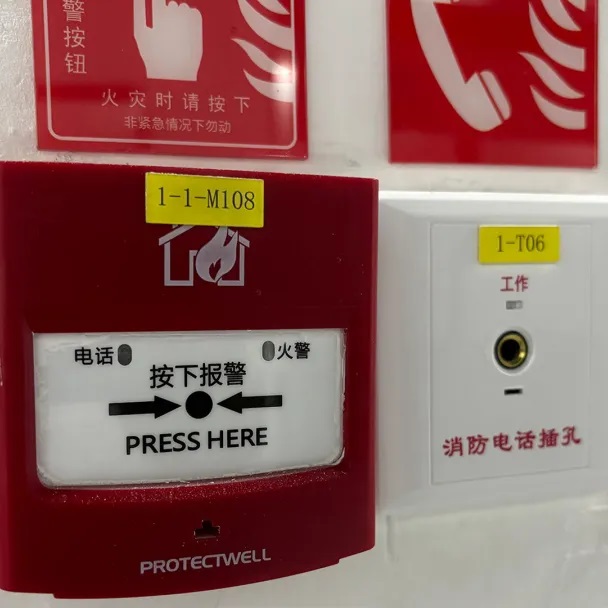 警按钮
火灾时请按下
非紧急情况下勿动
1-1-M108
电话
火警
按下报警
PRESS HERE
PROTECTWELL
1-T06
工作
消防电话插孔